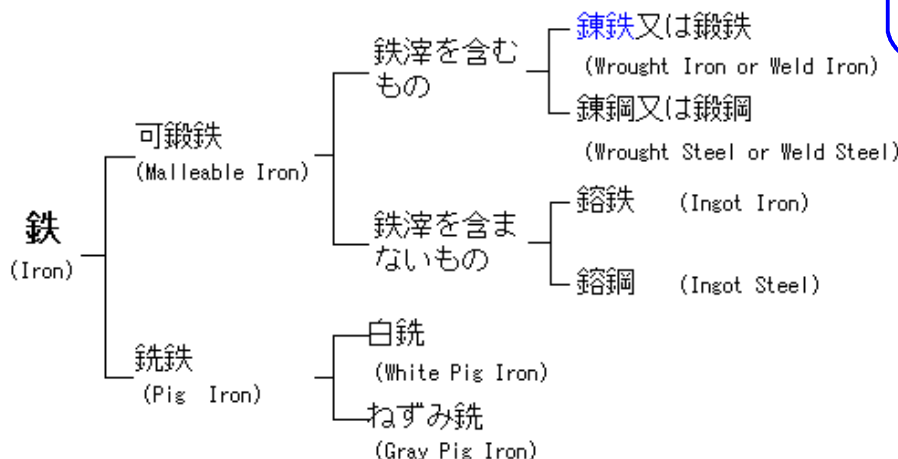 鉄
(Iron)
可鍛鉄
(Malleable Iron)
鉄滓を含む
もの
錬鉄又は鍛鉄
(Wrought Iron or Weld Iron)
錬鋼又は鍛鋼
(Wrought Steel or Weld Steel)
鉄滓を含ま
ないもの
鎔鉄 (Ingot Iron)
鎔鋼 (Ingot Steel)
銑鉄
(Pig Iron)
白銑
(White Pig Iron)
ねずみ銑
(Gray Pig Iron)